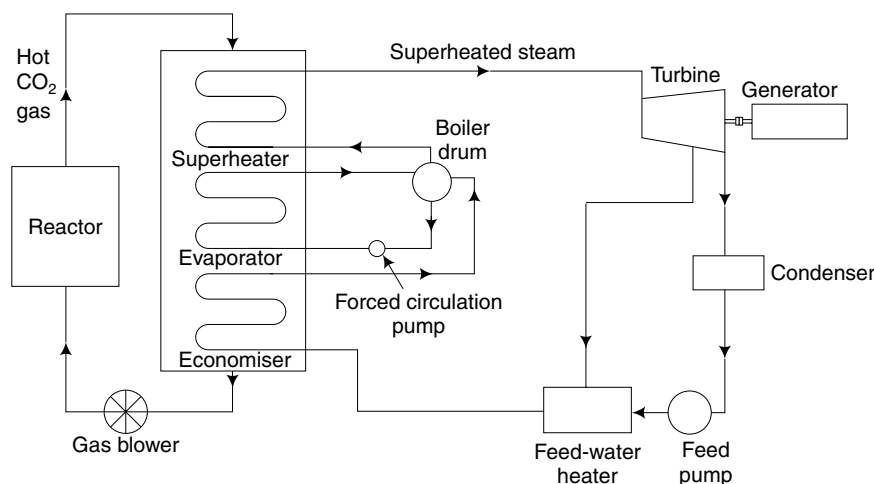 Hot
CO2
gas
Superheated steam
Turbine
Generator
Boiler
drum
Superheater
Reactor
Evaporator
Condenser
Forced circulation
pump
Economiser
Gas blower
Feed-water
heater
Feed
pump